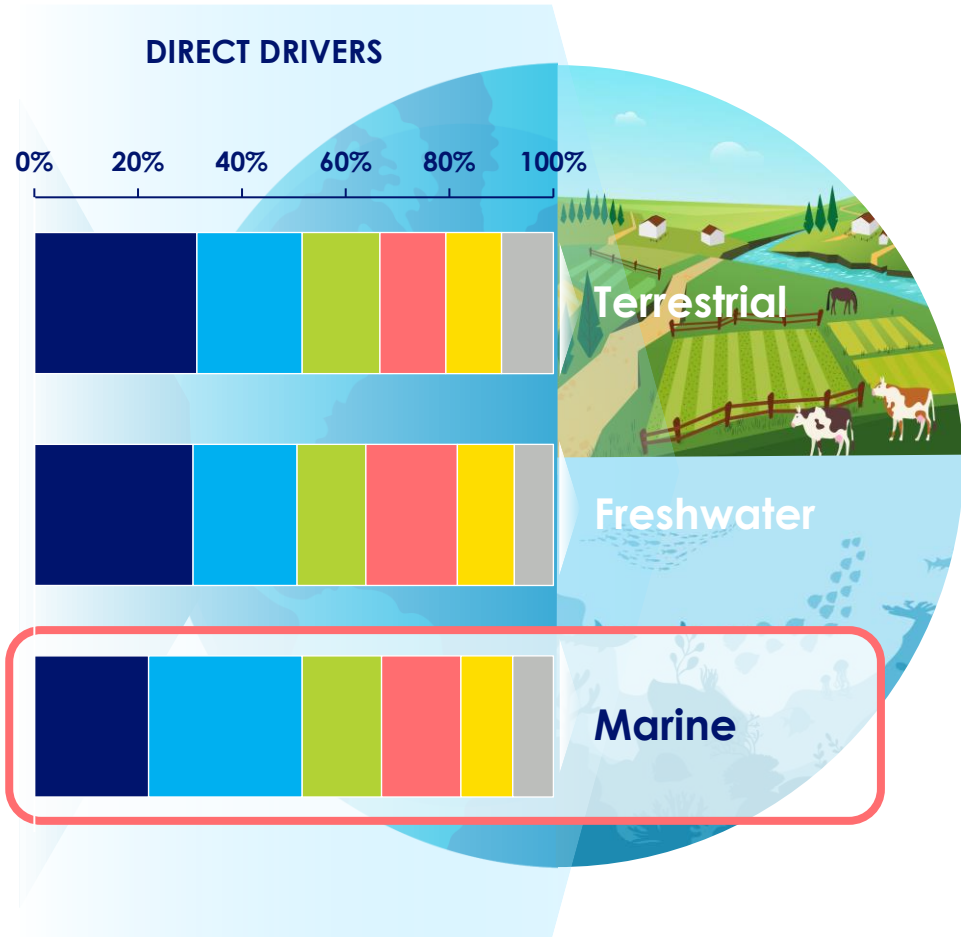 DIRECT DRIVERS
0% 20% 40% 60% 80% 100%
Terrestrial
Freshwater
Marine